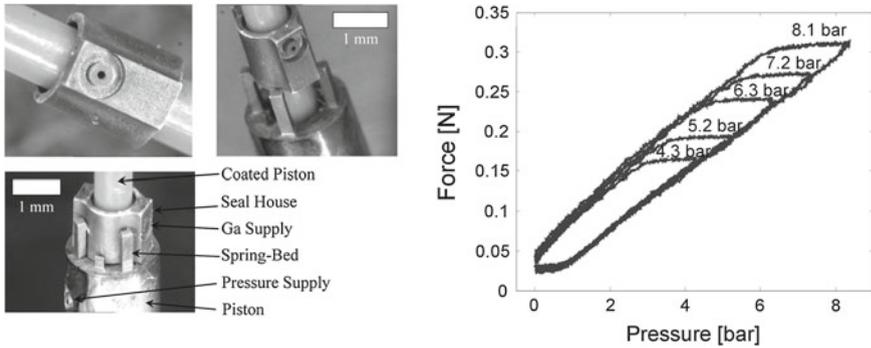 1 mm
1 mm
Coated Piston
Seal House
Ga Supply
Spring-Bed
Pressure Supply
Piston
Force [N]
0.35
0.3
0.25
0.2
0.15
0.1
0.05
0
8.1 bar
7.2 bar
6.3 bar
5.2 bar
4.3 bar
0
2
4
6
8
Pressure [bar]